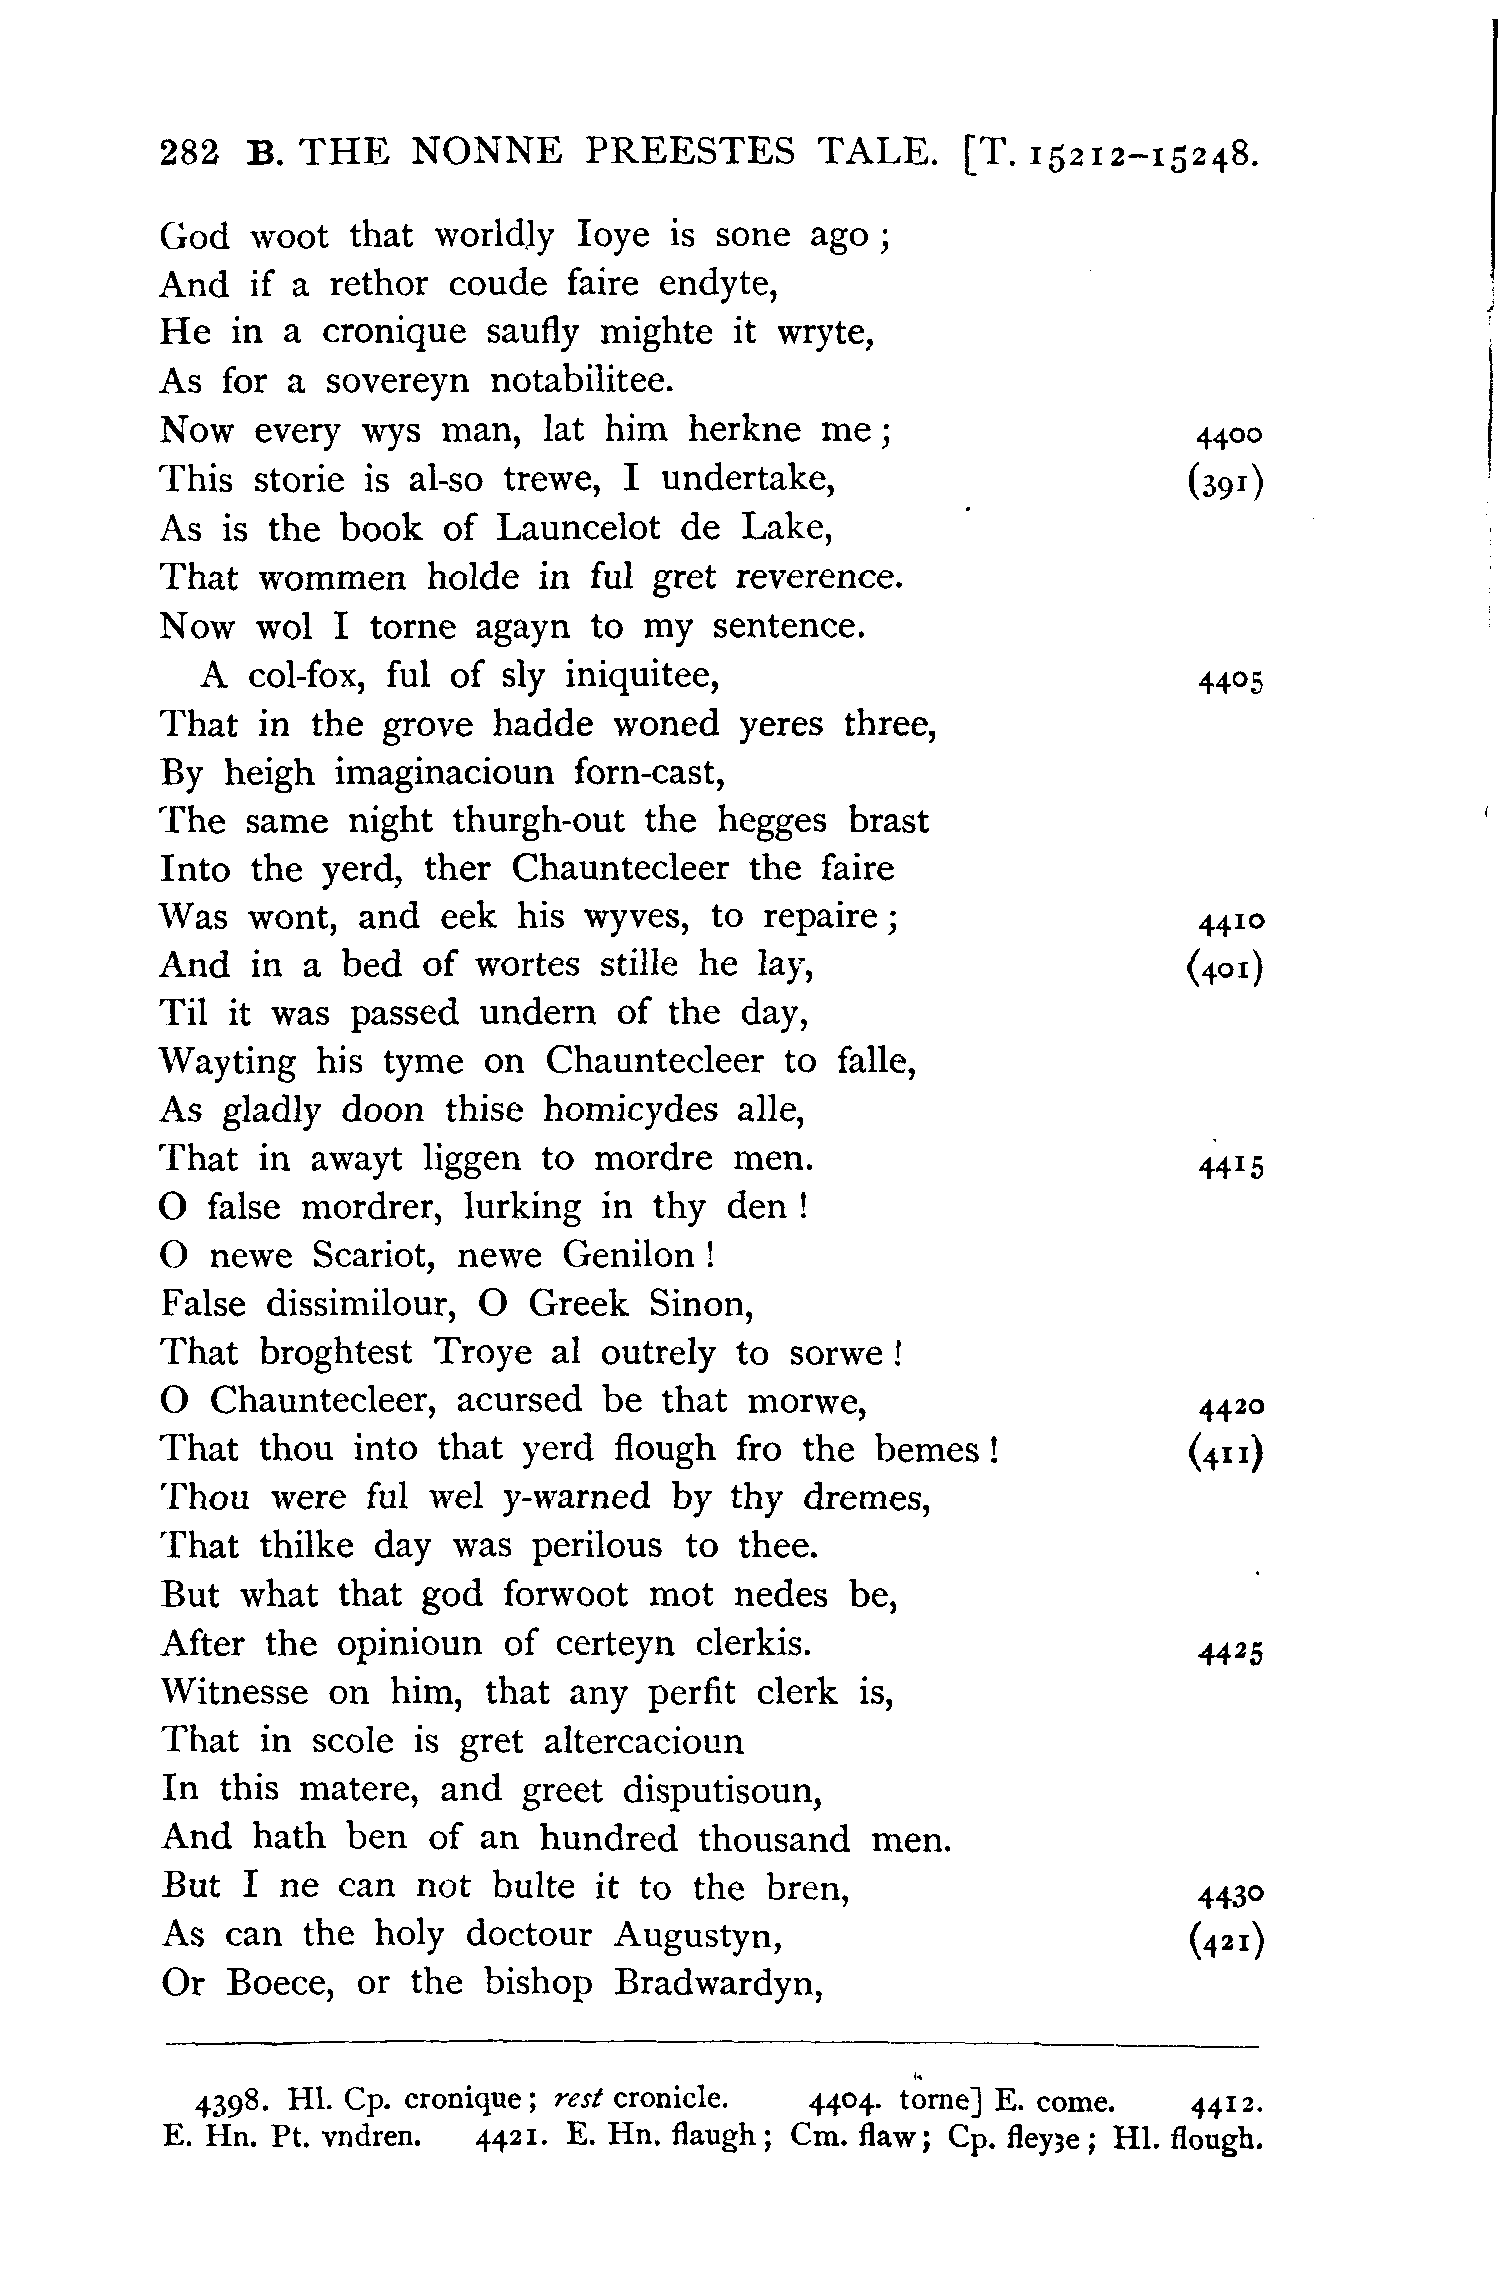 282 B. THE NONNE PREESTES TALE. [T. 15212–15248.
God woot that worldly Ioye is sone ago ;
And if a rethor coude faire endyte,
He in a cronique saufly mighte it wryte,
As for a sovereyn notabilitee.
Now every wys man, lat him herkne me ; 4400
This storie is al-so trewe, I undertake, (391)
As is the book of Launcelot de Lake,
That wommen holde in ful gret reverence.
Now wol I torne agayn to my sentence.
A col-fox, ful of sly iniquitee, 4405
That in the grove hadde woned yeres three,
By heigh imaginacioun forn-cast,
The same night thurgh-out the hegges brast
Into the yerd, ther Chauntecleer the faire
Was wont, and eek his wyves, to repaire ; 4410
And in a bed of wortes stille he lay, (401)
Til it was passed undern of the day,
Wayting his tyme on Chauntecleer to falle,
As gladly doon thise homicydes alle,
That in awayt liggen to mordre men. 4415
O false mordrer, lurking in thy den !
O newe Scariot, newe Genilon !
False dissimilour, O Greek Sinon,
That broghtest Troye al outrely to sorwe !
O Chauntecleer, acursed be that morwe, 4420
That thou into that yerd flough fro the bemes ! (411)
Thou were ful wel y-warned by thy dremes,
That thilke day was perilous to thee.
But what that god forwoot mot nedes be,
After the opinioun of certeyn clerkis. 4425
Witnesse on him, that any perfit clerk is,
That in scole is gret altercacioun
In this matere, and greet disputisoun,
And hath ben of an hundred thousand men.
But I ne can not bulte it to the bren, 4430
As can the holy doctour Augustyn, (421)
Or Boece, or the bishop Bradwardyn,
4398. Hl. Cp. cronique ; rest cronicle. 4404. torne] E. come. 4412.
E. Hn. Pt. vndren. 4421. E. Hn. flaugh ; Cm. flaw ; Cp. fleyȝe ; Hl. flough.